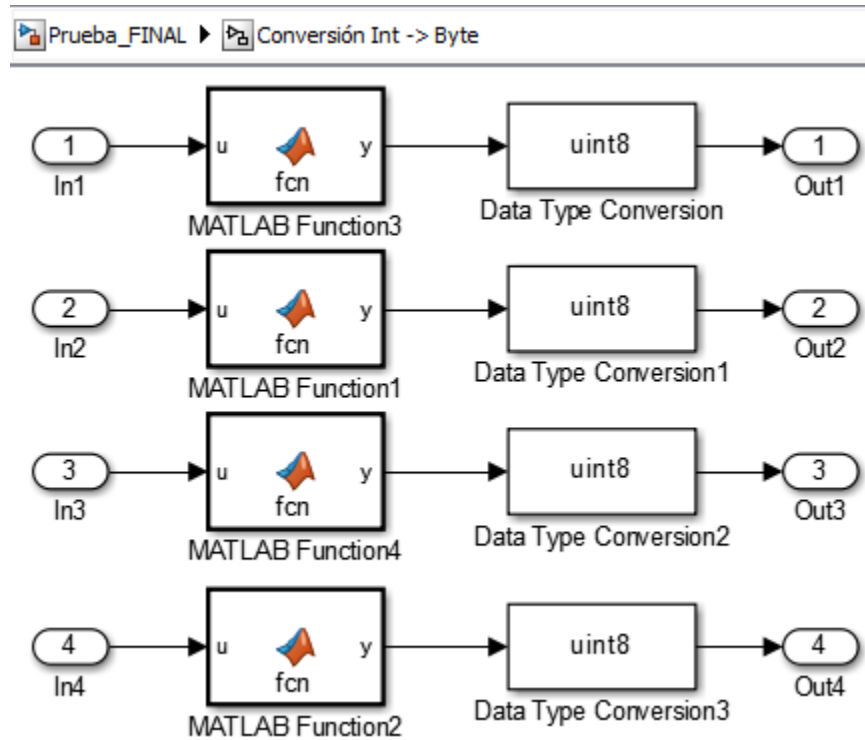 Prueba_FINAL Conversión Int -> Byte
1 u fcn y uint8 1
In1 MATLAB Function3 Data Type Conversion Out1
2 u fcn y uint8 2
In2 MATLAB Function1 Data Type Conversion1 Out2
3 u fcn y uint8 3
In3 MATLAB Function4 Data Type Conversion2 Out3
4 u fcn y uint8 4
In4 MATLAB Function2 Data Type Conversion3 Out4